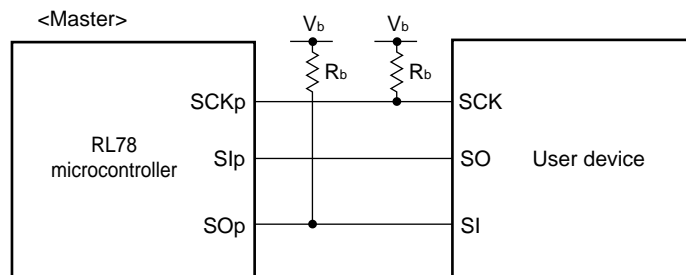 <Master>
Vb Vb
Rb Rb
SCKp SCK
RL78
microcontroller
SIp SO
User device
SOp SI